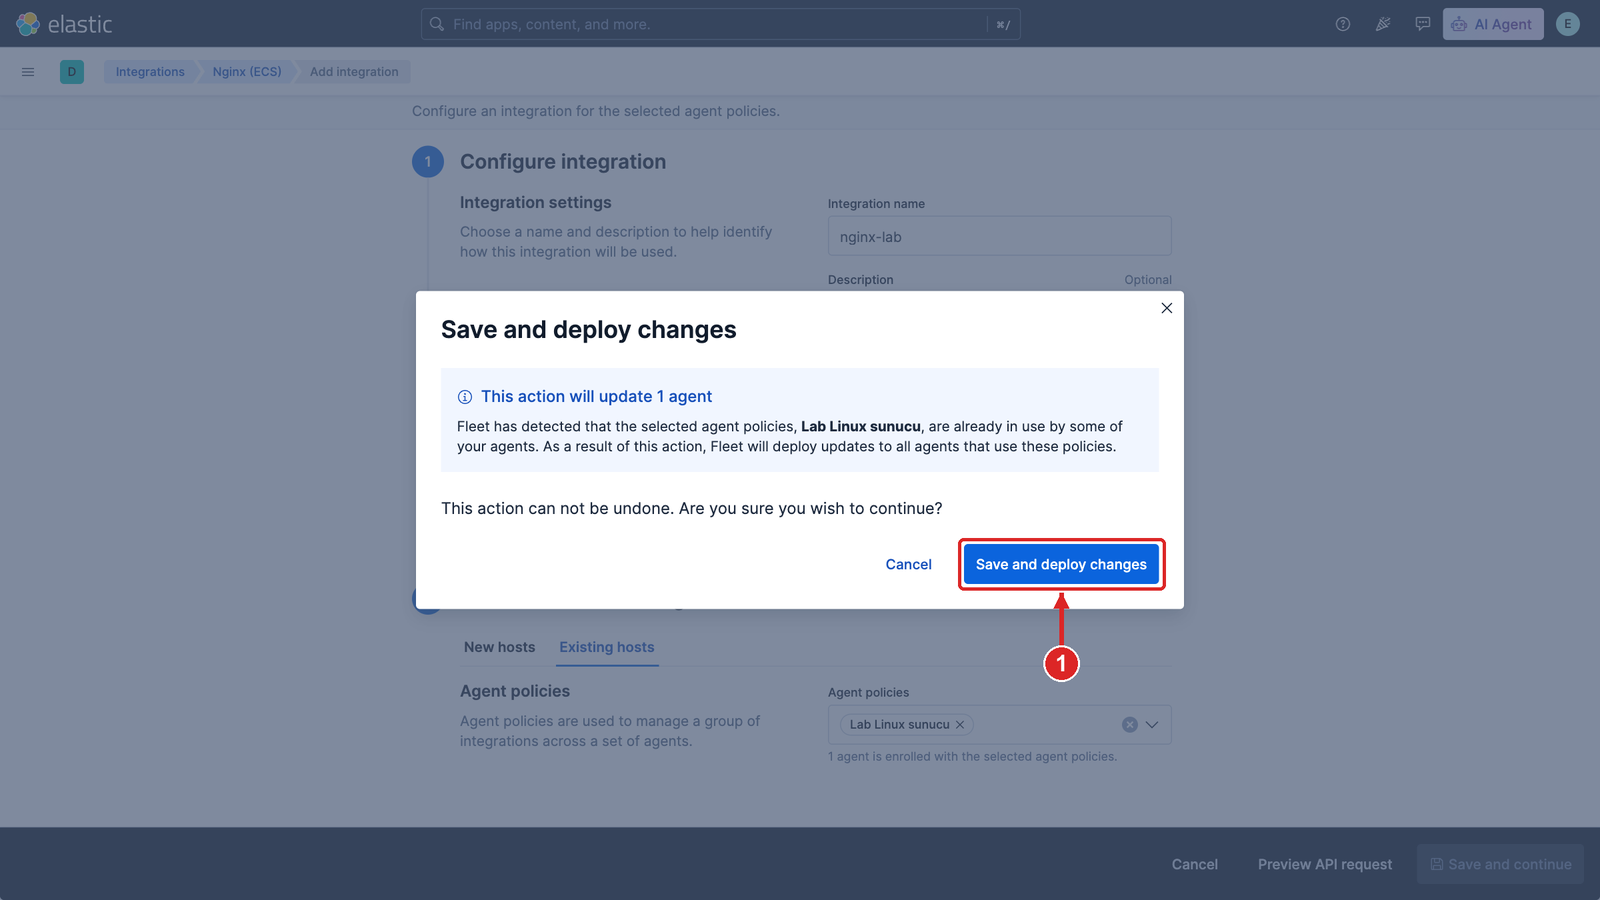 elastic
Find apps, content, and more.
⌘/
AI Agent
E
D
Integrations
Nginx (ECS)
Add integration
Configure an integration for the selected agent policies.
1
Configure integration
Integration settings
Choose a name and description to help identify
how this integration will be used.
Integration name
nginx-lab
Description
Optional
Save and deploy changes
This action will update 1 agent
Fleet has detected that the selected agent policies, Lab Linux sunucu, are already in use by some of
your agents. As a result of this action, Fleet will deploy updates to all agents that use these policies.
This action can not be undone. Are you sure you wish to continue?
Cancel
Save and deploy changes
1
New hosts
Existing hosts
Agent policies
Agent policies are used to manage a group of
integrations across a set of agents.
Agent policies
Lab Linux sunucu
1 agent is enrolled with the selected agent policies.
Cancel
Preview API request
Save and continue